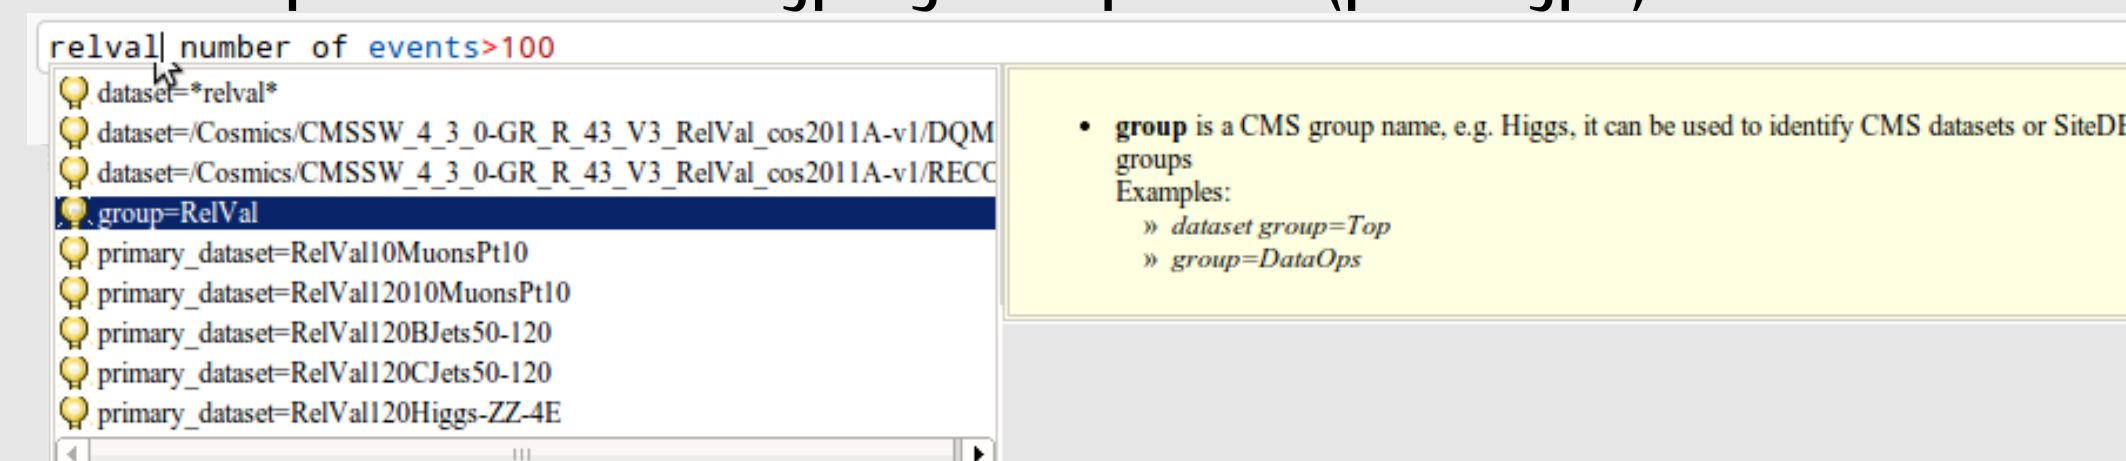 relval number of events>100
dataset=*relval*
dataset=/Cosmics/CMSSW_4_3_0-GR_R_43_V3_RelVal_cos2011A-v1/DQM
dataset=/Cosmics/CMSSW_4_3_0-GR_R_43_V3_RelVal_cos2011A-v1/RECO
group=RelVal
primary_dataset=RelVal10MuonsPt10
primary_dataset=RelVal12010MuonsPt10
primary_dataset=RelVal120BJets50-120
primary_dataset=RelVal120CJets50-120
primary_dataset=RelVal120Higgs-ZZ-4E
• group is a CMS group name, e.g. Higgs, it can be used to identify CMS datasets or SiteDB
groups
Examples:
» dataset group=Top
» group=DataOps